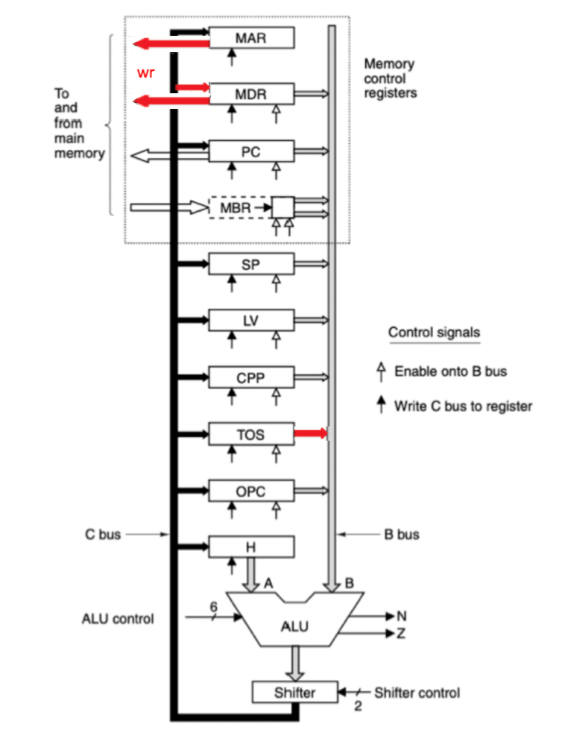 MAR
wr
MDR
Memory
control
registers
To
and
from
main
memory
PC
MBR
SP
LV
Control signals
Enable onto B bus
CPP
Write C bus to register
TOS
OPC
C bus
B bus
H
A
B
6
ALU control
ALU
N
Z
Shifter
Shifter control
2